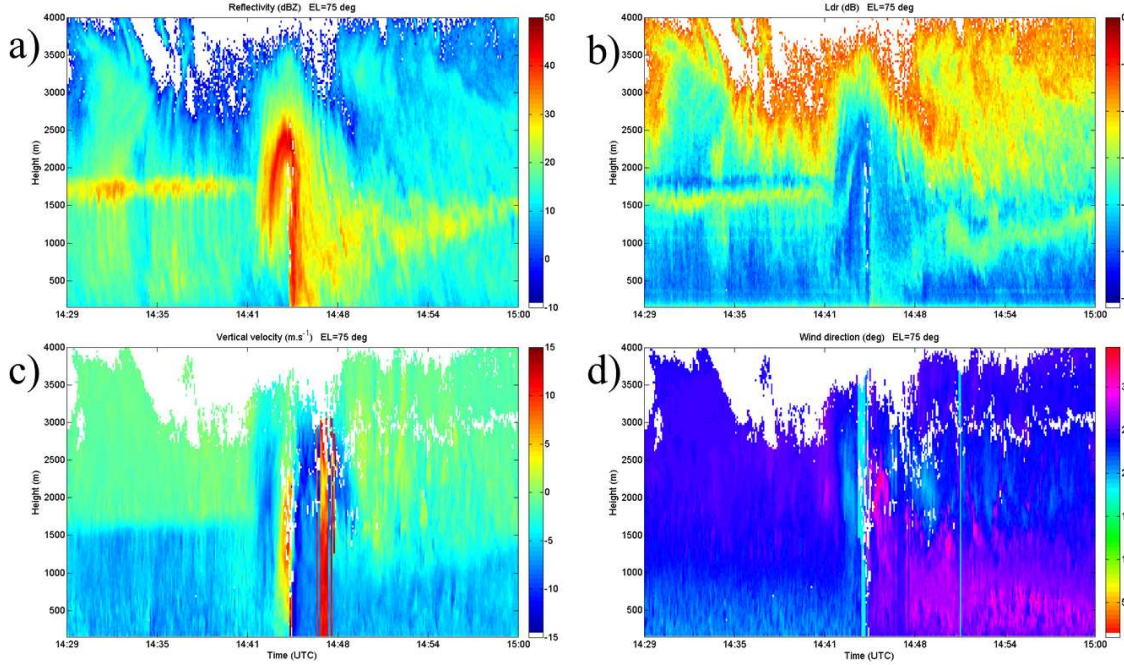 Reflectivity (dBZ) EL=75 deg
a)
Height (m)
4000
3500
3000
2500
2000
1500
1000
500
14:29 14:35 14:41 14:48 14:54 15:00
50
40
30
20
10
0
-10
Ldr (dB) EL=75 deg
b)
Height (m)
4000
3500
3000
2500
2000
1500
1000
500
14:29 14:35 14:41 14:48 14:54 15:00
Vertical velocity (m.s⁻¹) EL=75 deg
c)
Height (m)
4000
3500
3000
2500
2000
1500
1000
500
14:29 14:35 14:41 14:48 14:54 15:00
Time (UTC)
15
10
5
0
-5
-10
-15
Wind direction (deg) EL=75 deg
d)
Height (m)
4000
3500
3000
2500
2000
1500
1000
500
14:29 14:35 14:41 14:48 14:54 15:00
Time (UTC)